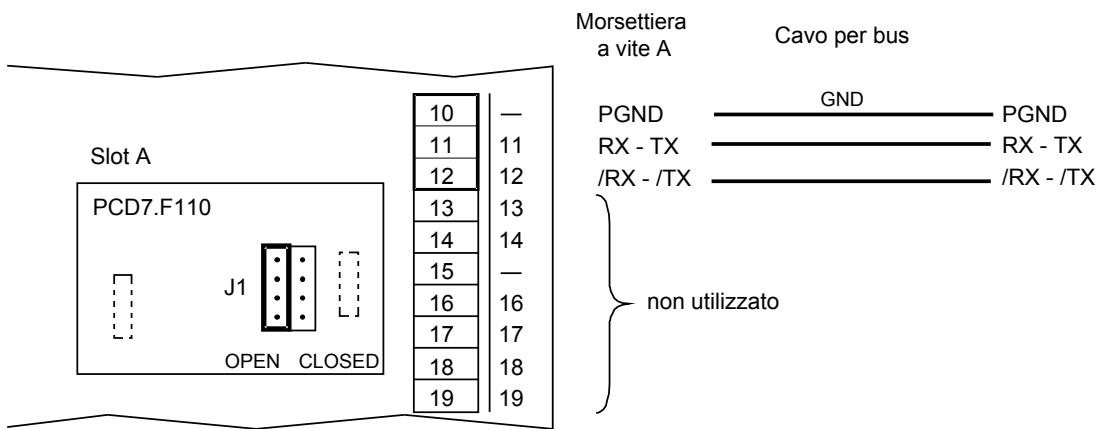 Morsettiera
a vite A
Cavo per bus
GND
10 — PGND PGND
11 11 RX - TX RX - TX
Slot A
12 12 /RX - /TX /RX - /TX
PCD7.F110
13 13
14 14
15 —
J1
16 16
non utilizzato
17 17
OPEN CLOSED
18 18
19 19